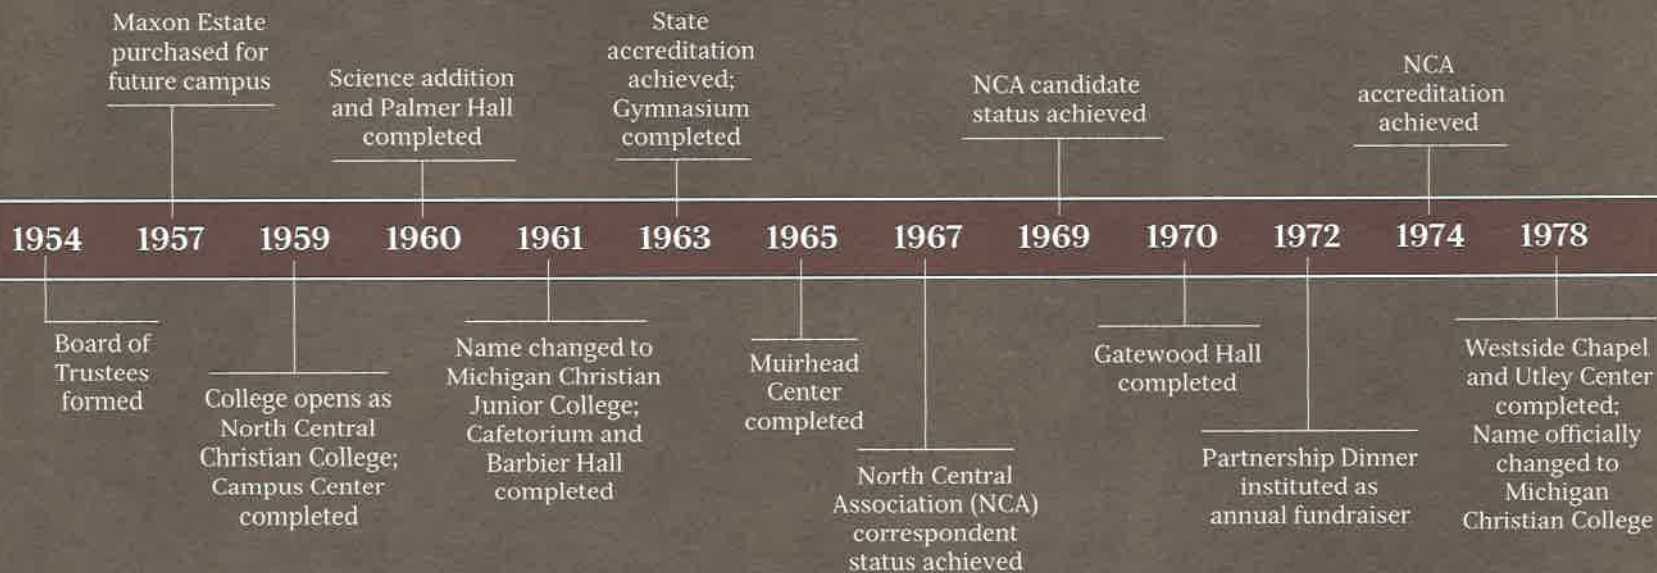 Maxon Estate
purchased for
future campus
Science addition
and Palmer Hall
completed
State
accreditation
achieved;
Gymnasium
completed
NCA candidate
status achieved
NCA
accreditation
achieved
1954 1957 1959 1960 1961 1963 1965 1967 1969 1970 1972 1974 1978
Board of
Trustees
formed
College opens as
North Central
Christian College;
Campus Center
completed
Name changed to
Michigan Christian
Junior College;
Cafetorium and
Barbier Hall
completed
Muirhead
Center
completed
North Central
Association (NCA)
correspondent
status achieved
Gatewood Hall
completed
Partnership Dinner
instituted as
annual fundraiser
Westside Chapel
and Utley Center
completed;
Name officially
changed to
Michigan
Christian College